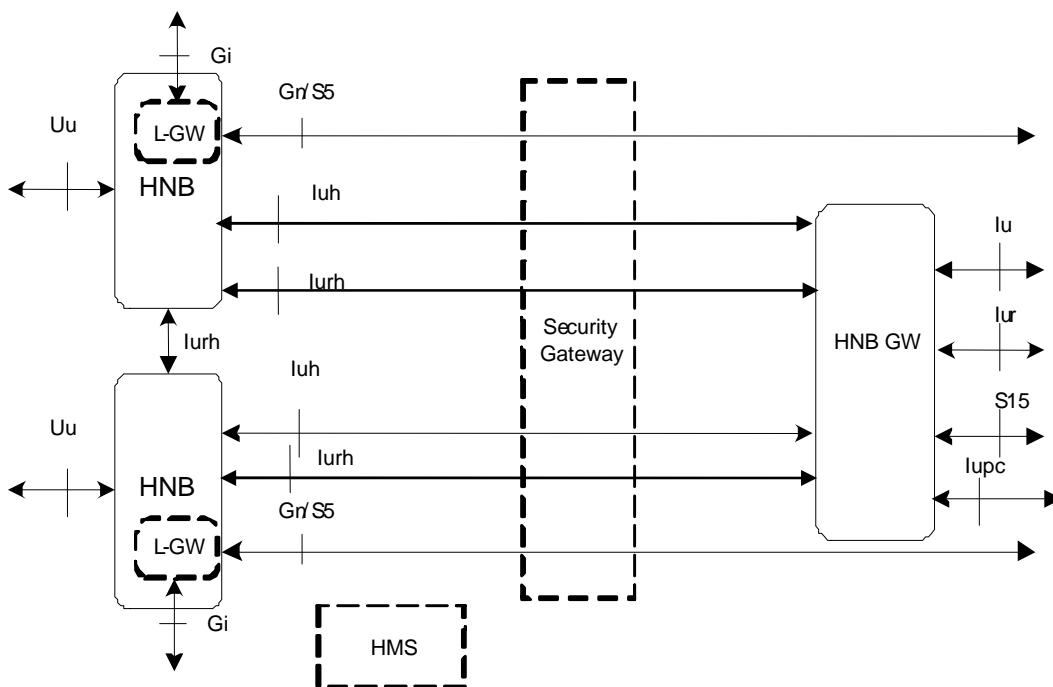 Gi
Gn/S5
Uu
L-GW
HNB
Iuh
Iu
Iurh
Security
Gateway
Iur
HNB GW
Iurh
Iuh
S15
Uu
Iurh
Iupc
HNB
Gn/S5
L-GW
Gi
HMS